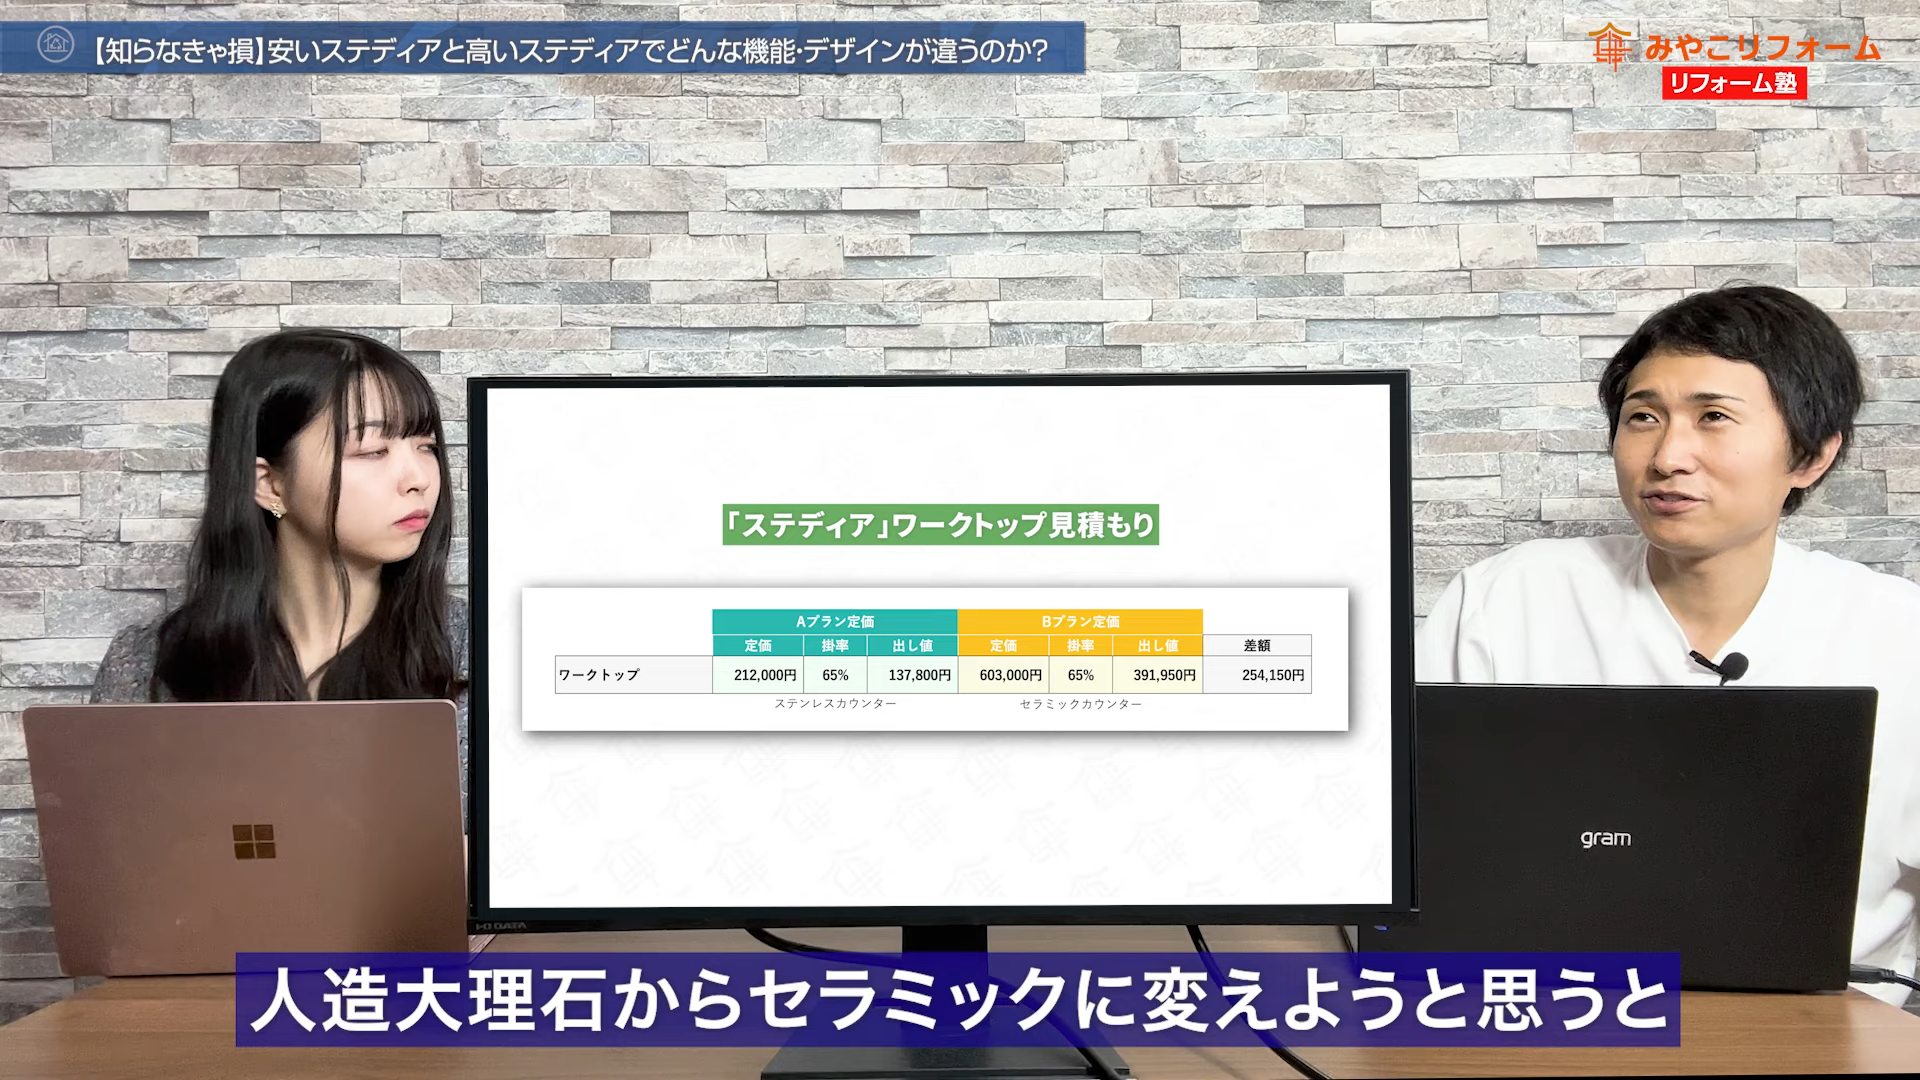 【知らなきゃ損】安いステディアと高いステディアでどんな機能・デザインが違うのか?
みやこリフォーム
リフォーム塾
「ステディア」ワークトップ見積もり
Aプラン定価 Bプラン定価
定価 掛率 出し値 定価 掛率 出し値 差額
ワークトップ 212,000円 65% 137,800円 603,000円 65% 391,950円 254,150円
ステンレスカウンター セラミックカウンター
I-O DATA
gram
人造大理石からセラミックに変えようと思うと